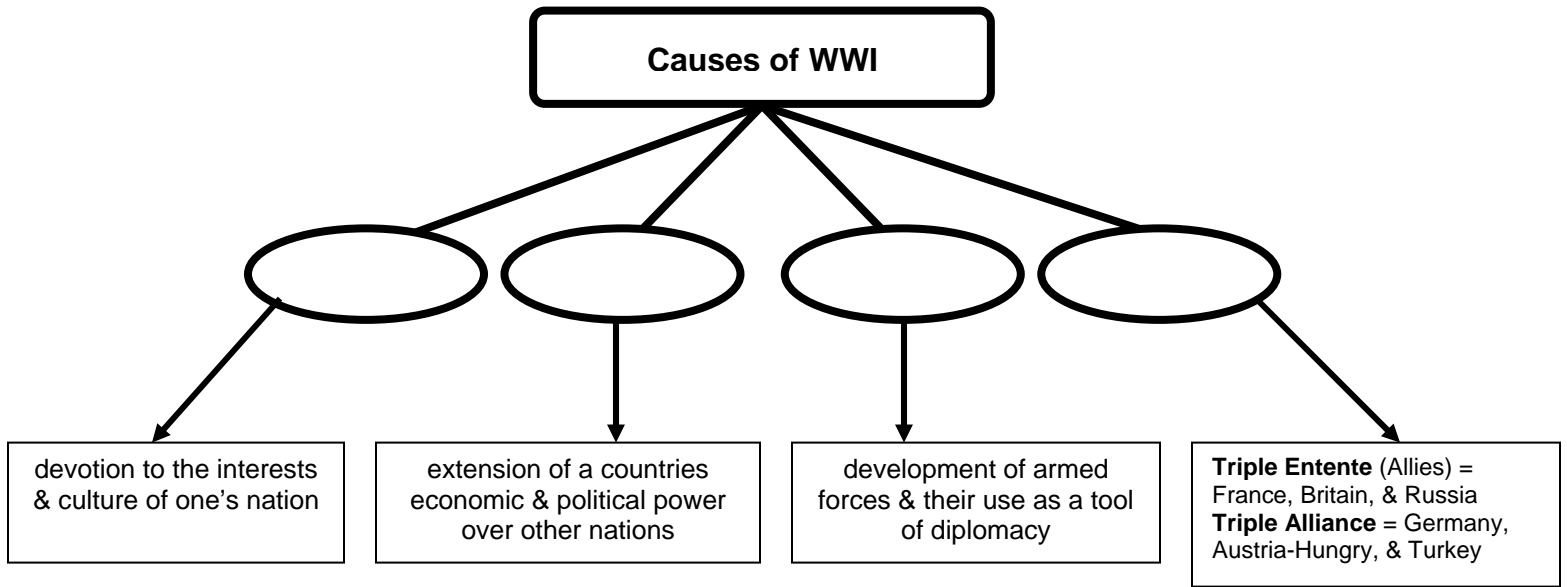 Causes of WWI
devotion to the interests
& culture of one’s nation
extension of a countries
economic & political power
over other nations
development of armed
forces & their use as a tool
of diplomacy
Triple Entente (Allies) =
France, Britain, & Russia
Triple Alliance = Germany,
Austria-Hungry, & Turkey